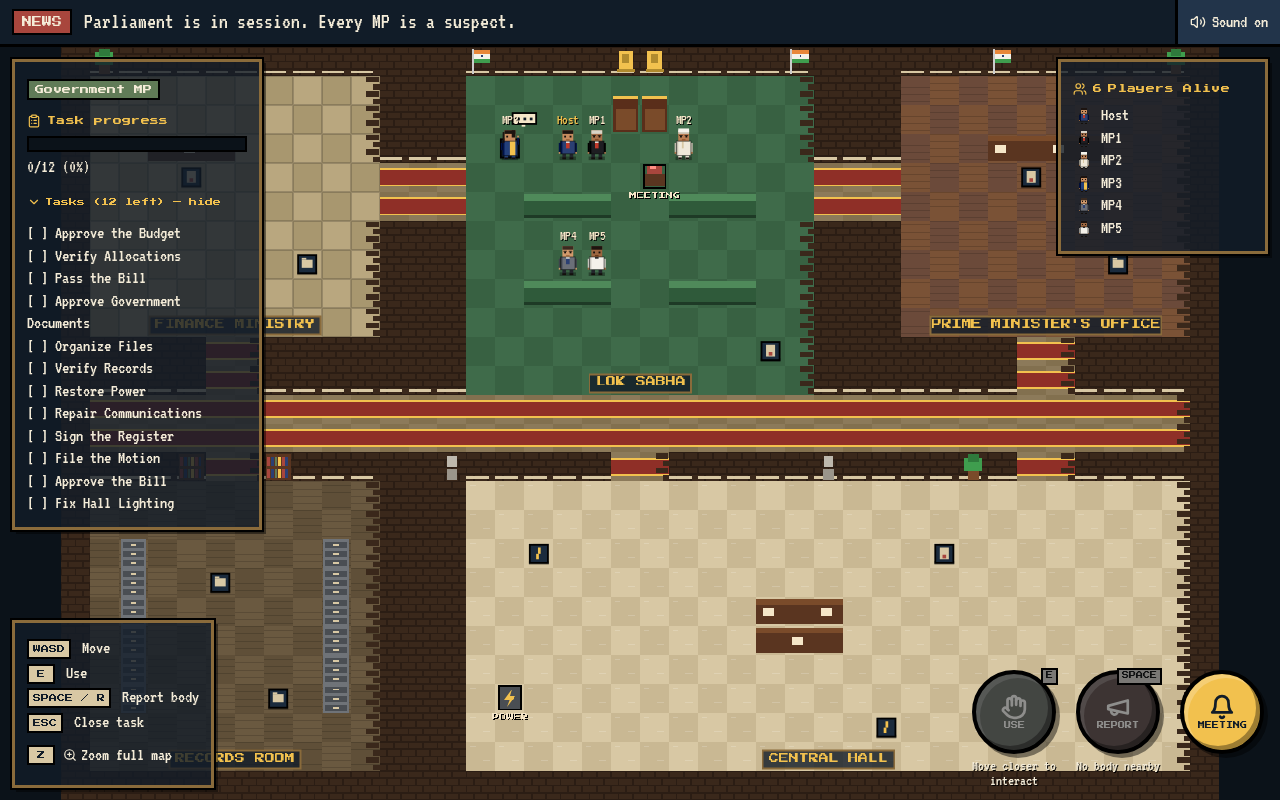 NEWS Parliament is in session. Every MP is a suspect.
Sound on
Government MP
Task progress
0/12 (0%)
Tasks (12 left) — hide
[ ] Approve the Budget
[ ] Verify Allocations
[ ] Pass the Bill
[ ] Approve Government
Documents
[ ] Organize Files
[ ] Verify Records
[ ] Restore Power
[ ] Repair Communications
[ ] Sign the Register
[ ] File the Motion
[ ] Approve the Bill
[ ] Fix Hall Lighting
FINANCE MINISTRY
Host
MP1
MP2
MEETING
MP4
MP5
LOK SABHA
6 Players Alive
Host
MP1
MP2
MP3
MP4
MP5
PRIME MINISTER'S OFFICE
WASD Move
E Use
SPACE / R Report body
ESC Close task
Z Zoom full map
RECORDS ROOM
POWER
CENTRAL HALL
E
USE
Move closer to
interact
SPACE
REPORT
No body nearby
MEETING